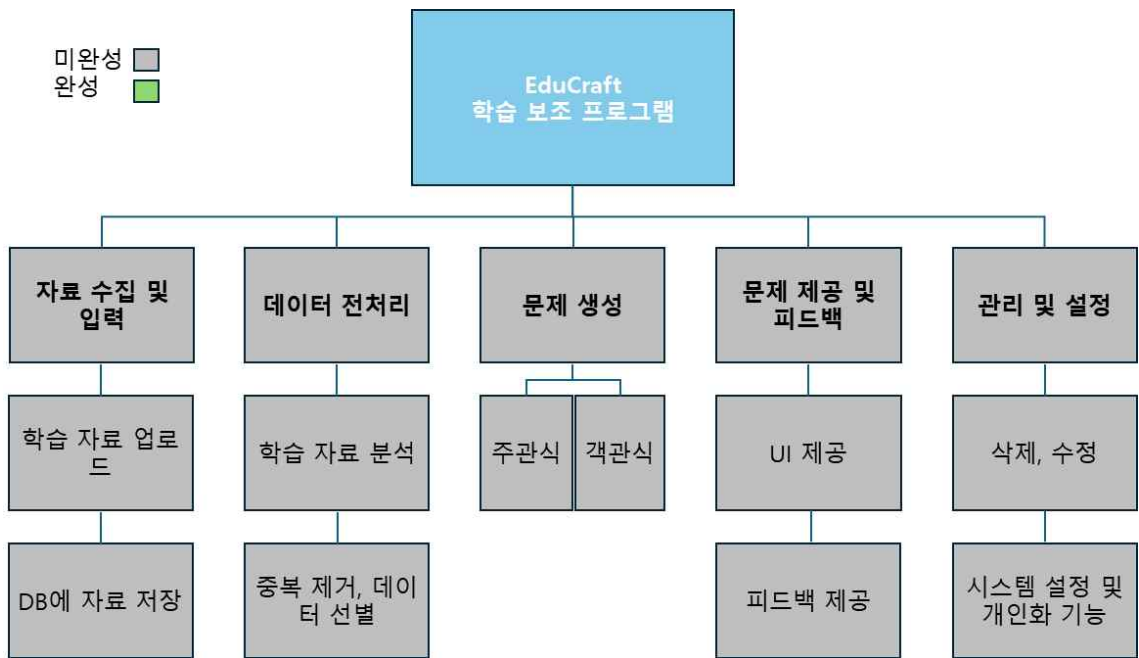 미완성
완성
EduCraft
학습 보조 프로그램
자료 수집 및
입력
데이터 전처리
문제 생성
문제 제공 및
피드백
관리 및 설정
학습 자료 업로
드
학습 자료 분석
주관식
객관식
UI 제공
삭제, 수정
DB에 자료 저장
중복 제거, 데이
터 선별
피드백 제공
시스템 설정 및
개인화 기능